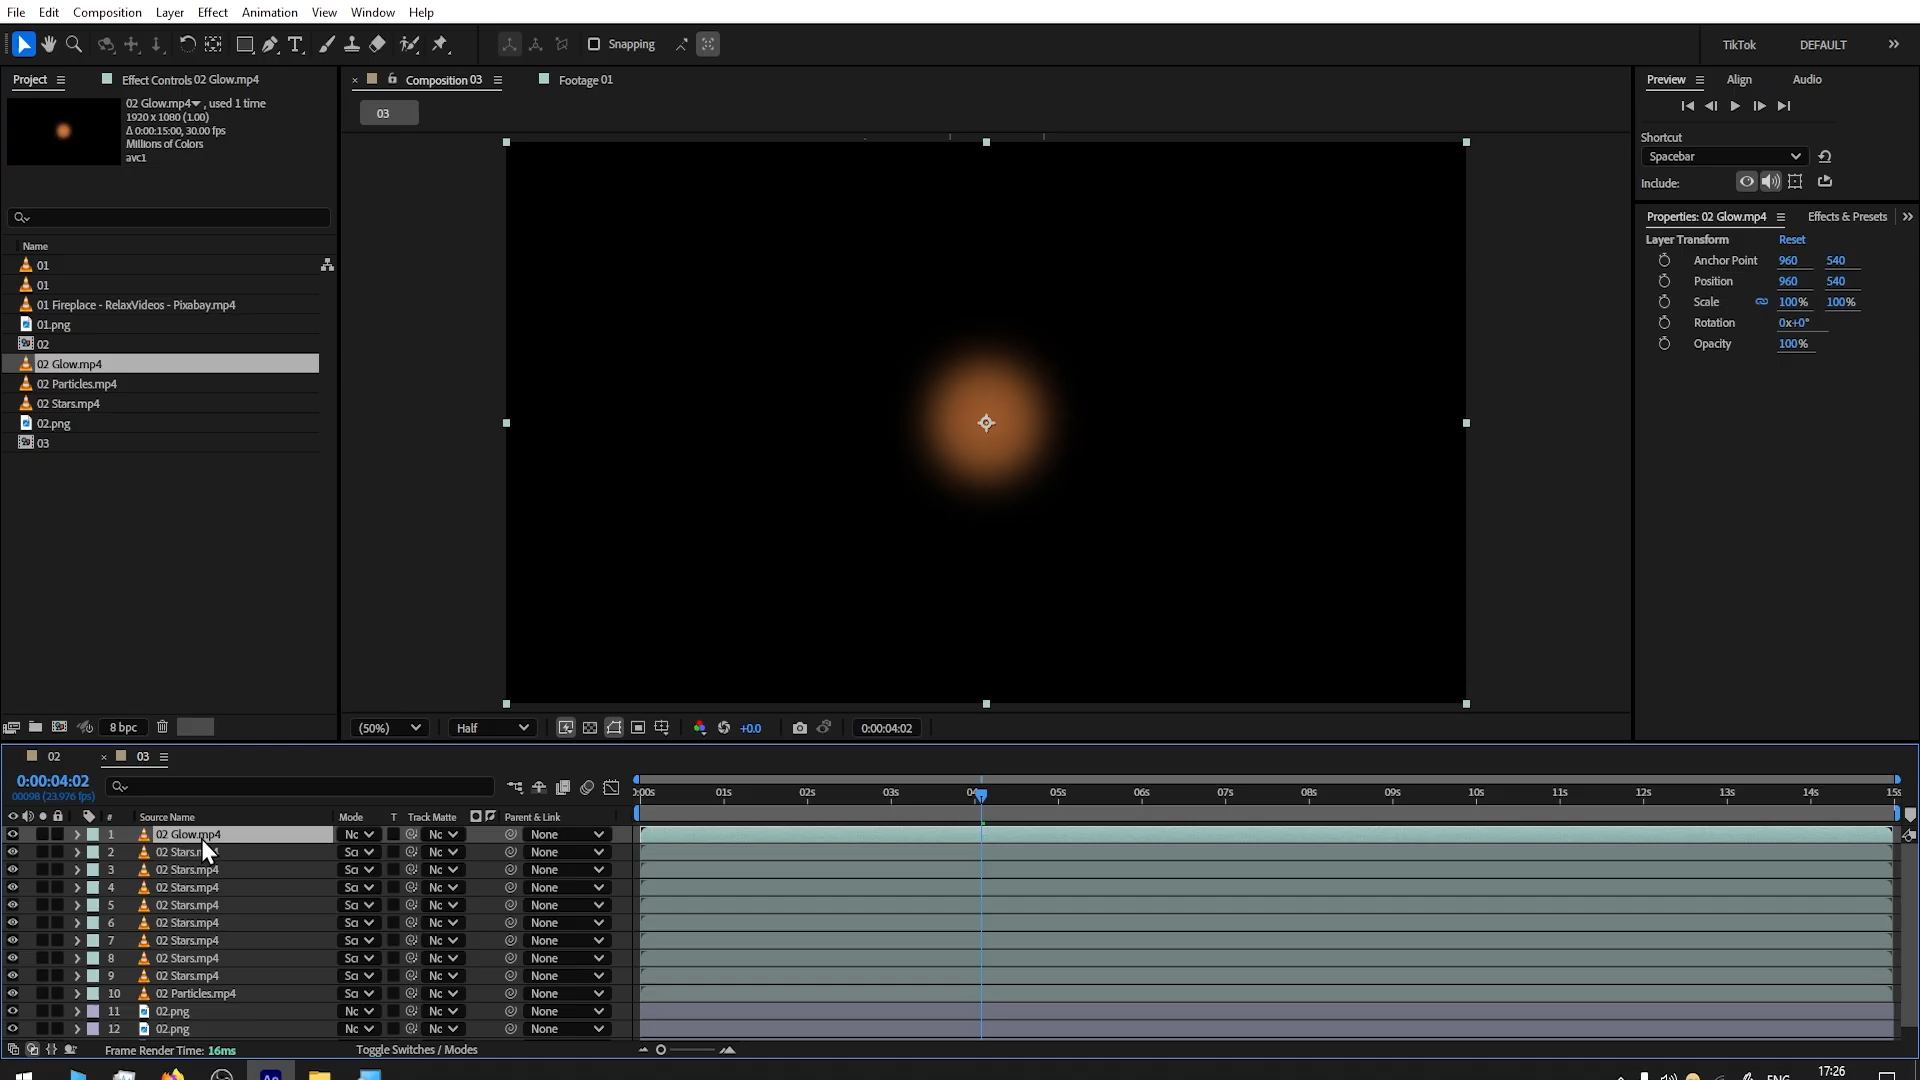 File Edit Composition Layer Effect Animation View Window Help
Snapping TikTok DEFAULT
Project Effect Controls 02 Glow.mp4 Composition 03 Footage 01 Preview Align Audio
02 Glow.mp4 , used 1 time
1920 x 1080 (1.00)
Δ 0:00:15:00, 30.00 fps
Millions of Colors
avc1
03
Shortcut
Spacebar
Include:
Properties: 02 Glow.mp4 Effects & Presets
Layer Transform Reset
Anchor Point 960 540
Position 960 540
Scale 100% 100%
Rotation 0x+0°
Opacity 100%
Name
01
01
01 Fireplace - RelaxVideos - Pixabay.mp4
01.png
02
02 Glow.mp4
02 Particles.mp4
02 Stars.mp4
02.png
03
8 bpc (50%) Half +0.0 0:00:04:02
02 03
0:00:04:02
00098 (23.976 fps)
:00s 01s 02s 03s 04 05s 06s 07s 08s 09s 10s 11s 12s 13s 14s 15s
# Source Name Mode T Track Matte Parent & Link
1 02 Glow.mp4 Nc Nc None
2 02 Stars. 4 Sc Nc None
3 02 Stars.mp4 Sc Nc None
4 02 Stars.mp4 Sc Nc None
5 02 Stars.mp4 Sc Nc None
6 02 Stars.mp4 Sc Nc None
7 02 Stars.mp4 Sc Nc None
8 02 Stars.mp4 Sc Nc None
9 02 Stars.mp4 Sc Nc None
10 02 Particles.mp4 Sc Nc None
11 02.png Nc Nc None
12 02.png Nc Nc None
Frame Render Time: 16ms Toggle Switches / Modes
Ae ENG 17:26